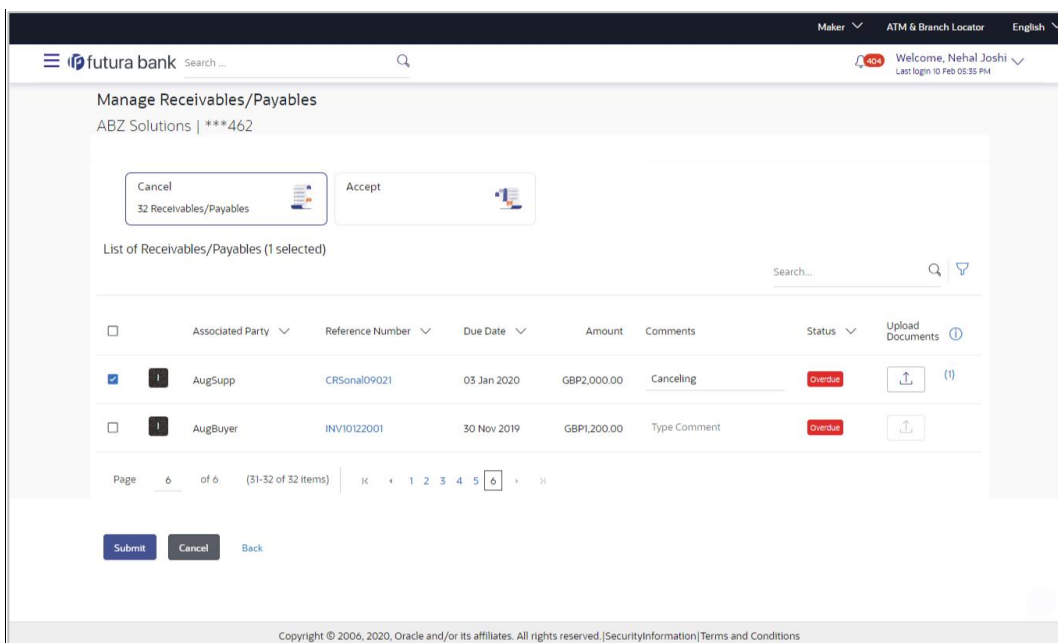 Maker ATM & Branch Locator English
futura bank Search ... 404 Welcome, Nehal Joshi
Last login 10 Feb 05:35 PM
Manage Receivables/Payables
ABZ Solutions | ***462
Cancel Accept
32 Receivables/Payables
List of Receivables/Payables (1 selected)
Search...
Associated Party Reference Number Due Date Amount Comments Status Upload Documents
I AugSupp CRSonal09021 03 Jan 2020 GBP2,000.00 Canceling Overdue (1)
I AugBuyer INV10122001 30 Nov 2019 GBP1,200.00 Type Comment Overdue
Page 6 of 6 (31-32 of 32 items) 1 2 3 4 5 6
Submit Cancel Back
Copyright © 2006, 2020, Oracle and/or its affiliates. All rights reserved.|SecurityInformation|Terms and Conditions